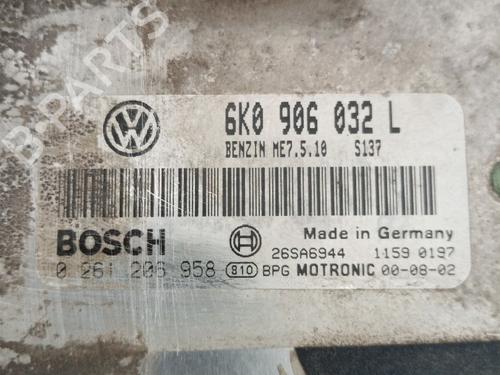 B-PARTS
6K0 906 032 L
BENZIN ME7.5.10 S137
BOSCH
Made in Germany
26SA6944 1159 0197
0 261 206 958 810 BPG MOTRONIC 00-08-02